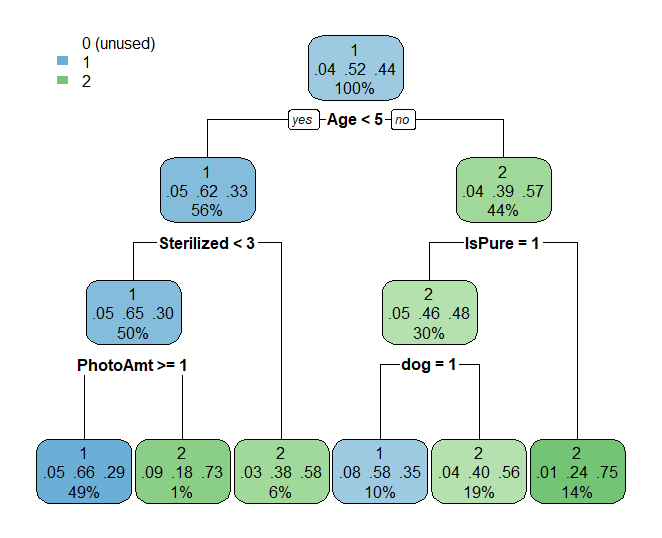 0 (unused)
1
2
1
.04 .52 .44
100%
yes Age < 5 no
1
.05 .62 .33
56%
2
.04 .39 .57
44%
Sterilized < 3
IsPure = 1
1
.05 .65 .30
50%
2
.05 .46 .48
30%
PhotoAmt >= 1
dog = 1
1
.05 .66 .29
49%
2
.09 .18 .73
1%
2
.03 .38 .58
6%
1
.08 .58 .35
10%
2
.04 .40 .56
19%
2
.01 .24 .75
14%